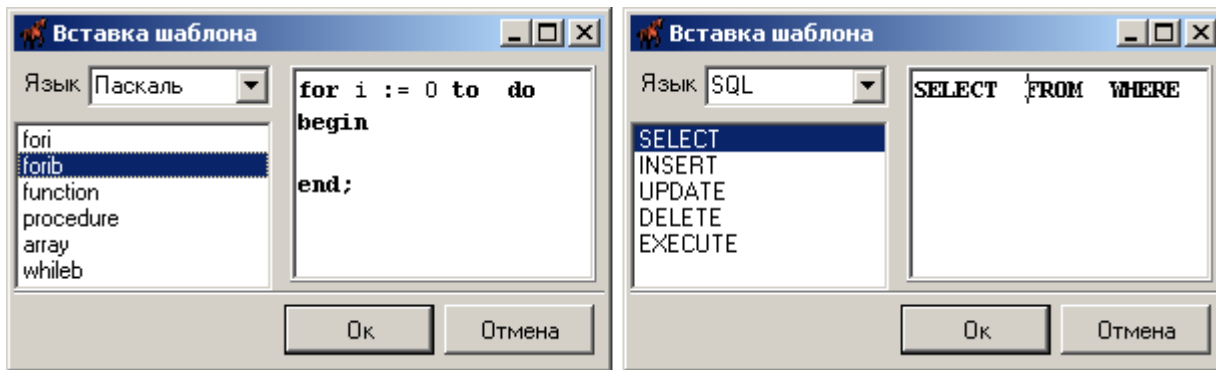 Вставка шаблона
Язык Паскаль
fori
forib
function
procedure
array
whileb
for i := 0 to do
begin
end;
Ок Отмена
Вставка шаблона
Язык SQL
SELECT
INSERT
UPDATE
DELETE
EXECUTE
SELECT FROM WHERE
Ок Отмена